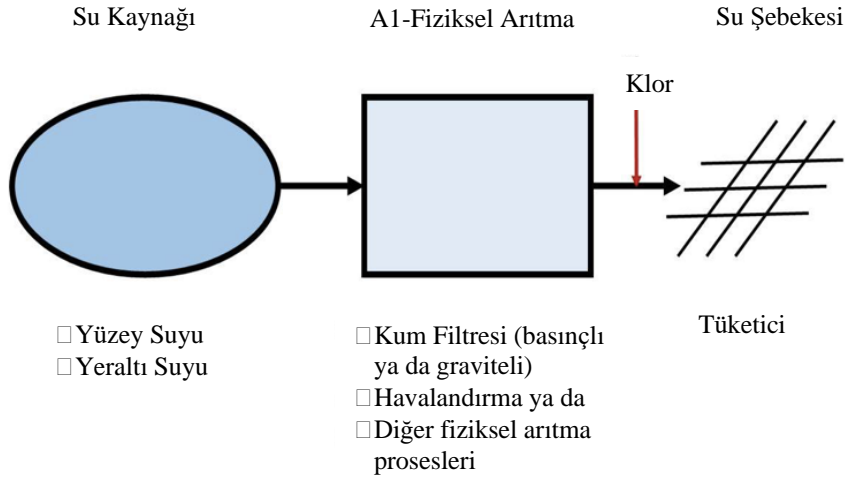 Su Kaynağı
A1-Fiziksel Arıtma
Su Şebekesi
Klor
□Yüzey Suyu
□Yeraltı Suyu
□Kum Filtresi (basınçlı
ya da graviteli)
□Havalandırma ya da
□Diğer fiziksel arıtma
prosesleri
Tüketici